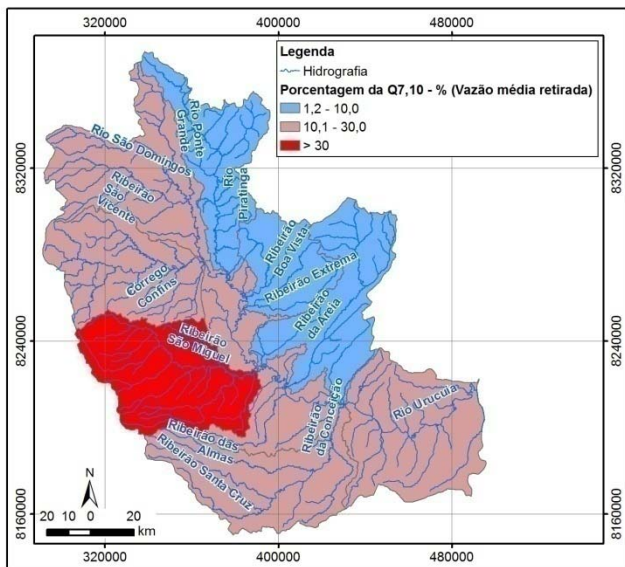 320000
400000
480000
Legenda
Hidrografia
Porcentagem da Q7,10 - % (Vazão média retirada)
1,2 - 10,0
10,1 - 30,0
> 30
8320000
8320000
Rio Ponte
Grande
Rio São Domingos
Rio
Piratinga
Ribeirão
São
Vicente
Ribeirão
Boa Vista
Ribeirão Extrema
Corrego
Confins
Ribeirão
da Areia
8240000
8240000
Ribeirão
São Miguel
Ribeirão
da Conceição
Rio Urucuia
Ribeirão das
Almas
Ribeirão Santa Cruz
N
20 10 0 20
km
8160000
8160000
320000
400000
480000